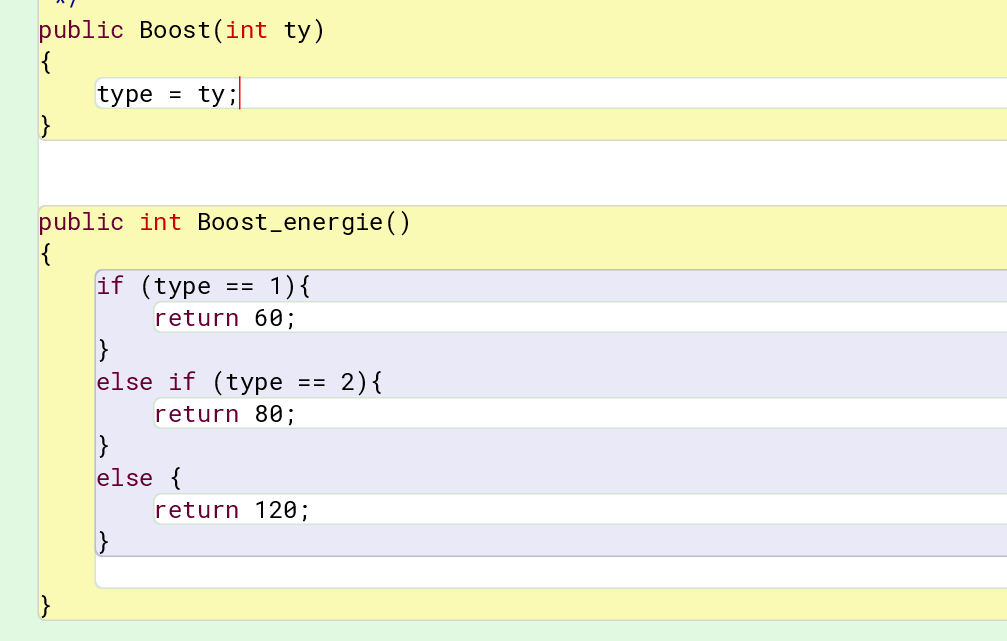 */
public Boost(int ty)
{
type = ty;
}
public int Boost_energie()
{
if (type == 1){
return 60;
}
else if (type == 2){
return 80;
}
else {
return 120;
}
}